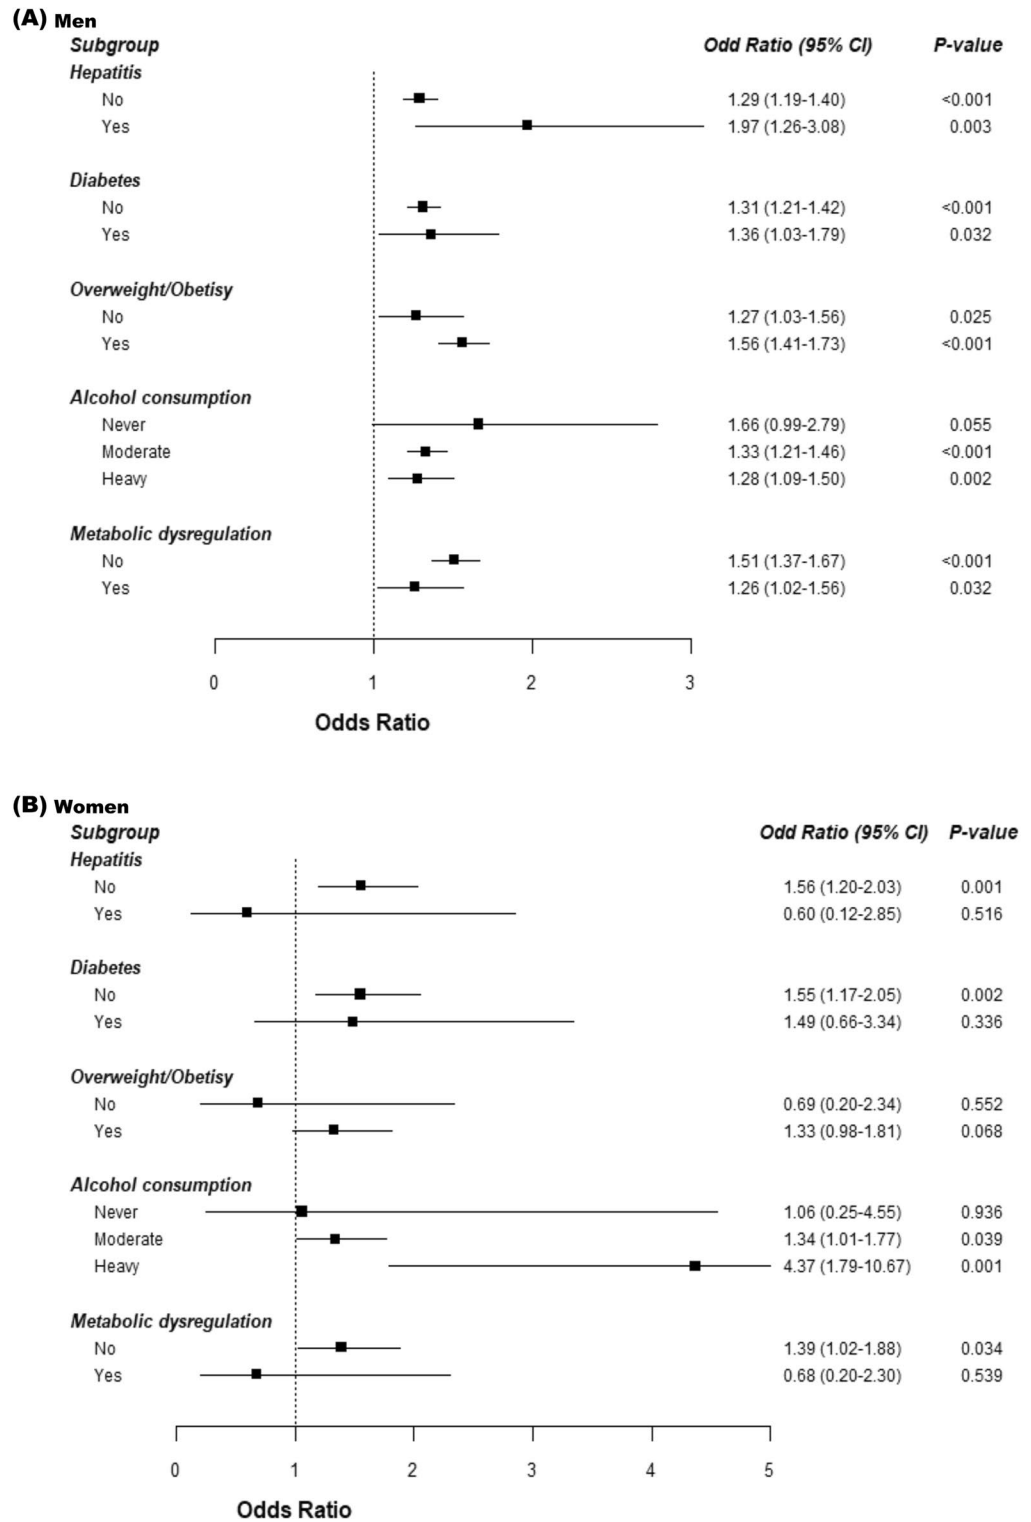 (A) Men
Subgroup Odd Ratio (95% CI) P-value
Hepatitis
No 1.29 (1.19-1.40) <0.001
Yes 1.97 (1.26-3.08) 0.003
Diabetes
No 1.31 (1.21-1.42) <0.001
Yes 1.36 (1.03-1.79) 0.032
Overweight/Obetisy
No 1.27 (1.03-1.56) 0.025
Yes 1.56 (1.41-1.73) <0.001
Alcohol consumption
Never 1.66 (0.99-2.79) 0.055
Moderate 1.33 (1.21-1.46) <0.001
Heavy 1.28 (1.09-1.50) 0.002
Metabolic dysregulation
No 1.51 (1.37-1.67) <0.001
Yes 1.26 (1.02-1.56) 0.032
0 1 2 3
Odds Ratio
(B) Women
Subgroup Odd Ratio (95% CI) P-value
Hepatitis
No 1.56 (1.20-2.03) 0.001
Yes 0.60 (0.12-2.85) 0.516
Diabetes
No 1.55 (1.17-2.05) 0.002
Yes 1.49 (0.66-3.34) 0.336
Overweight/Obetisy
No 0.69 (0.20-2.34) 0.552
Yes 1.33 (0.98-1.81) 0.068
Alcohol consumption
Never 1.06 (0.25-4.55) 0.936
Moderate 1.34 (1.01-1.77) 0.039
Heavy 4.37 (1.79-10.67) 0.001
Metabolic dysregulation
No 1.39 (1.02-1.88) 0.034
Yes 0.68 (0.20-2.30) 0.539
0 1 2 3 4 5
Odds Ratio